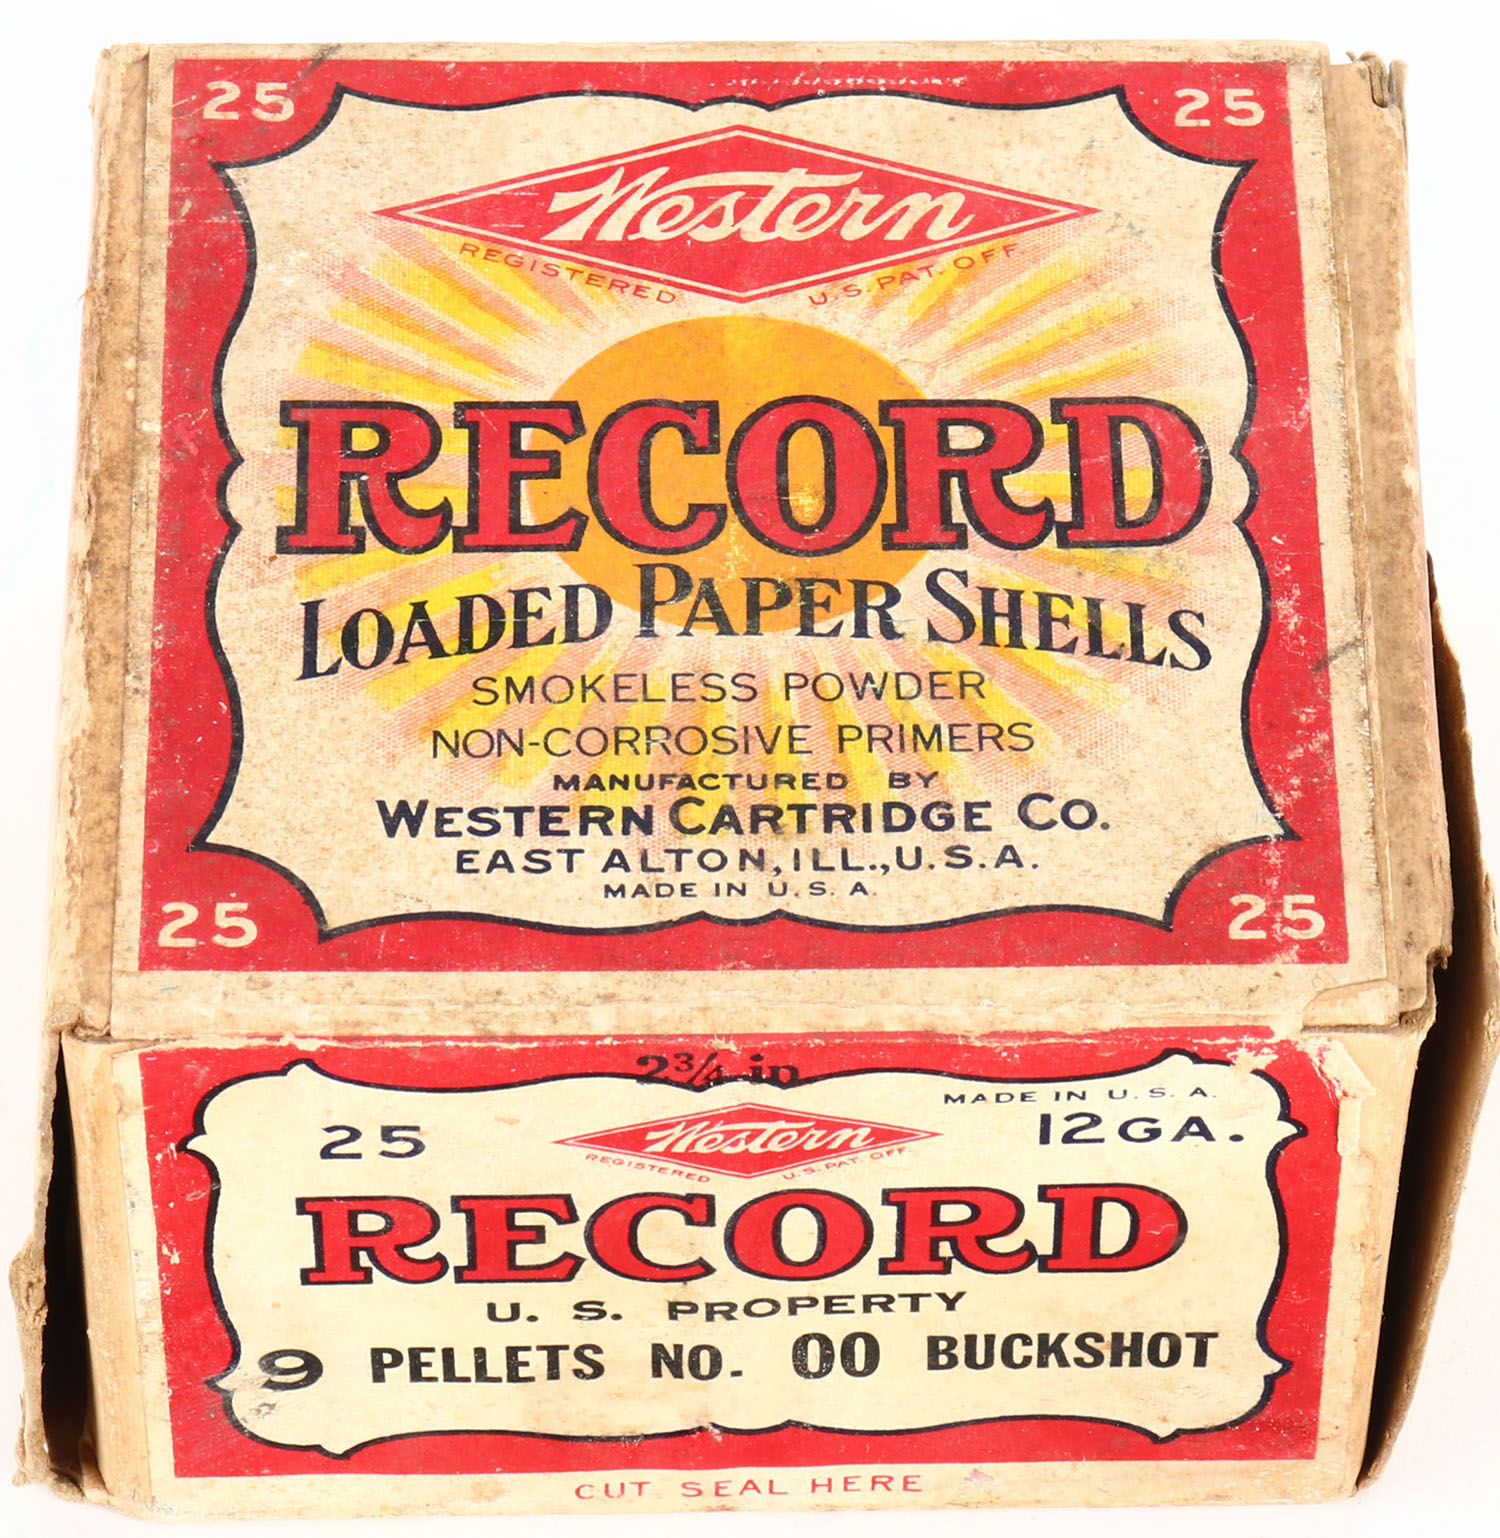 25 25
Western
REGISTERED U.S. PAT. OFF.
RECORD
LOADED PAPER SHELLS
SMOKELESS POWDER
NON-CORROSIVE PRIMERS
MANUFACTURED BY
WESTERN CARTRIDGE CO.
EAST ALTON, ILL., U.S.A.
MADE IN U.S.A.
25 25
2 3/4 in
MADE IN U.S.A.
25 Western 12 GA.
REGISTERED U.S. PAT. OFF.
RECORD
U. S. PROPERTY
9 PELLETS NO. 00 BUCKSHOT
CUT SEAL HERE